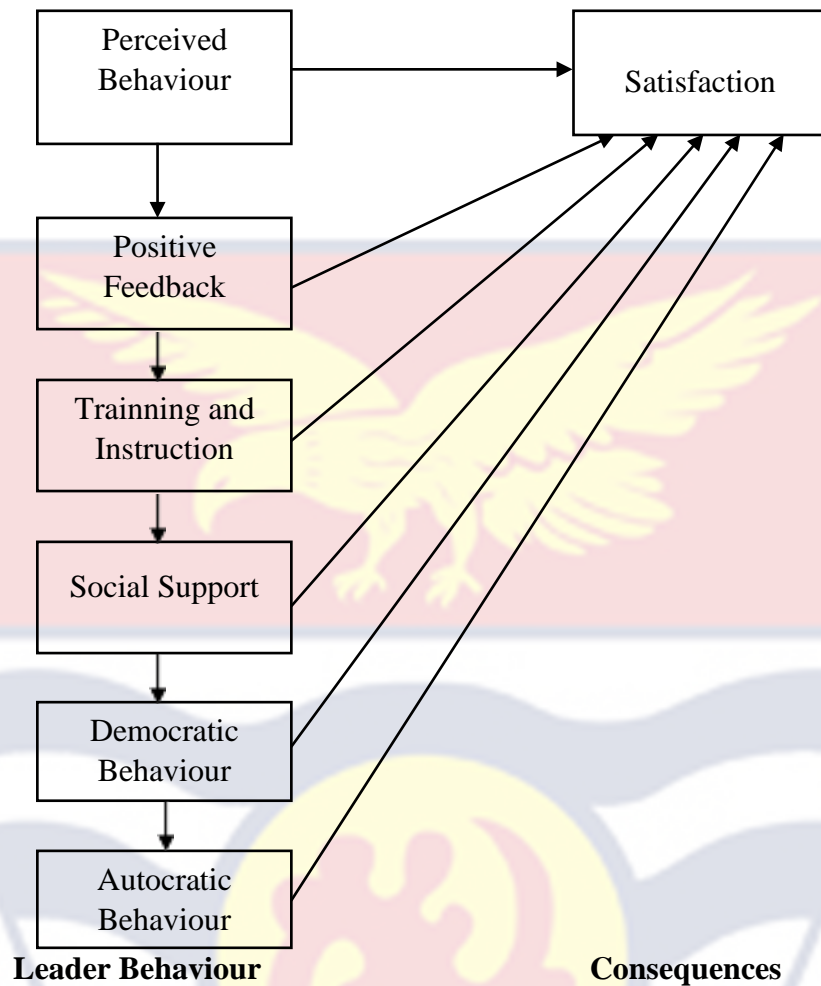 Perceived
Behaviour
Satisfaction
Positive
Feedback
Trainning and
Instruction
Social Support
Democratic
Behaviour
Autocratic
Behaviour
Leader Behaviour
Consequences